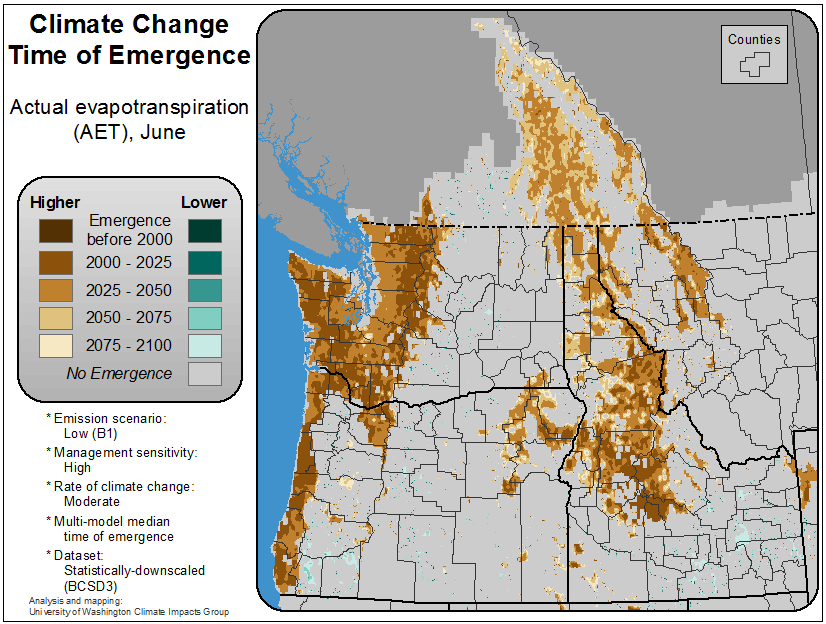 Climate Change
Time of Emergence
Actual evapotranspiration
(AET), June
Higher
Lower
Emergence
before 2000
2000 - 2025
2025 - 2050
2050 - 2075
2075 - 2100
No Emergence
* Emission scenario:
Low (B1)
* Management sensitivity:
High
* Rate of climate change:
Moderate
* Multi-model median
time of emergence
* Dataset:
Statistically-downscaled
(BCSD3)
Analysis and mapping:
University of Washington Climate Impacts Group
Counties